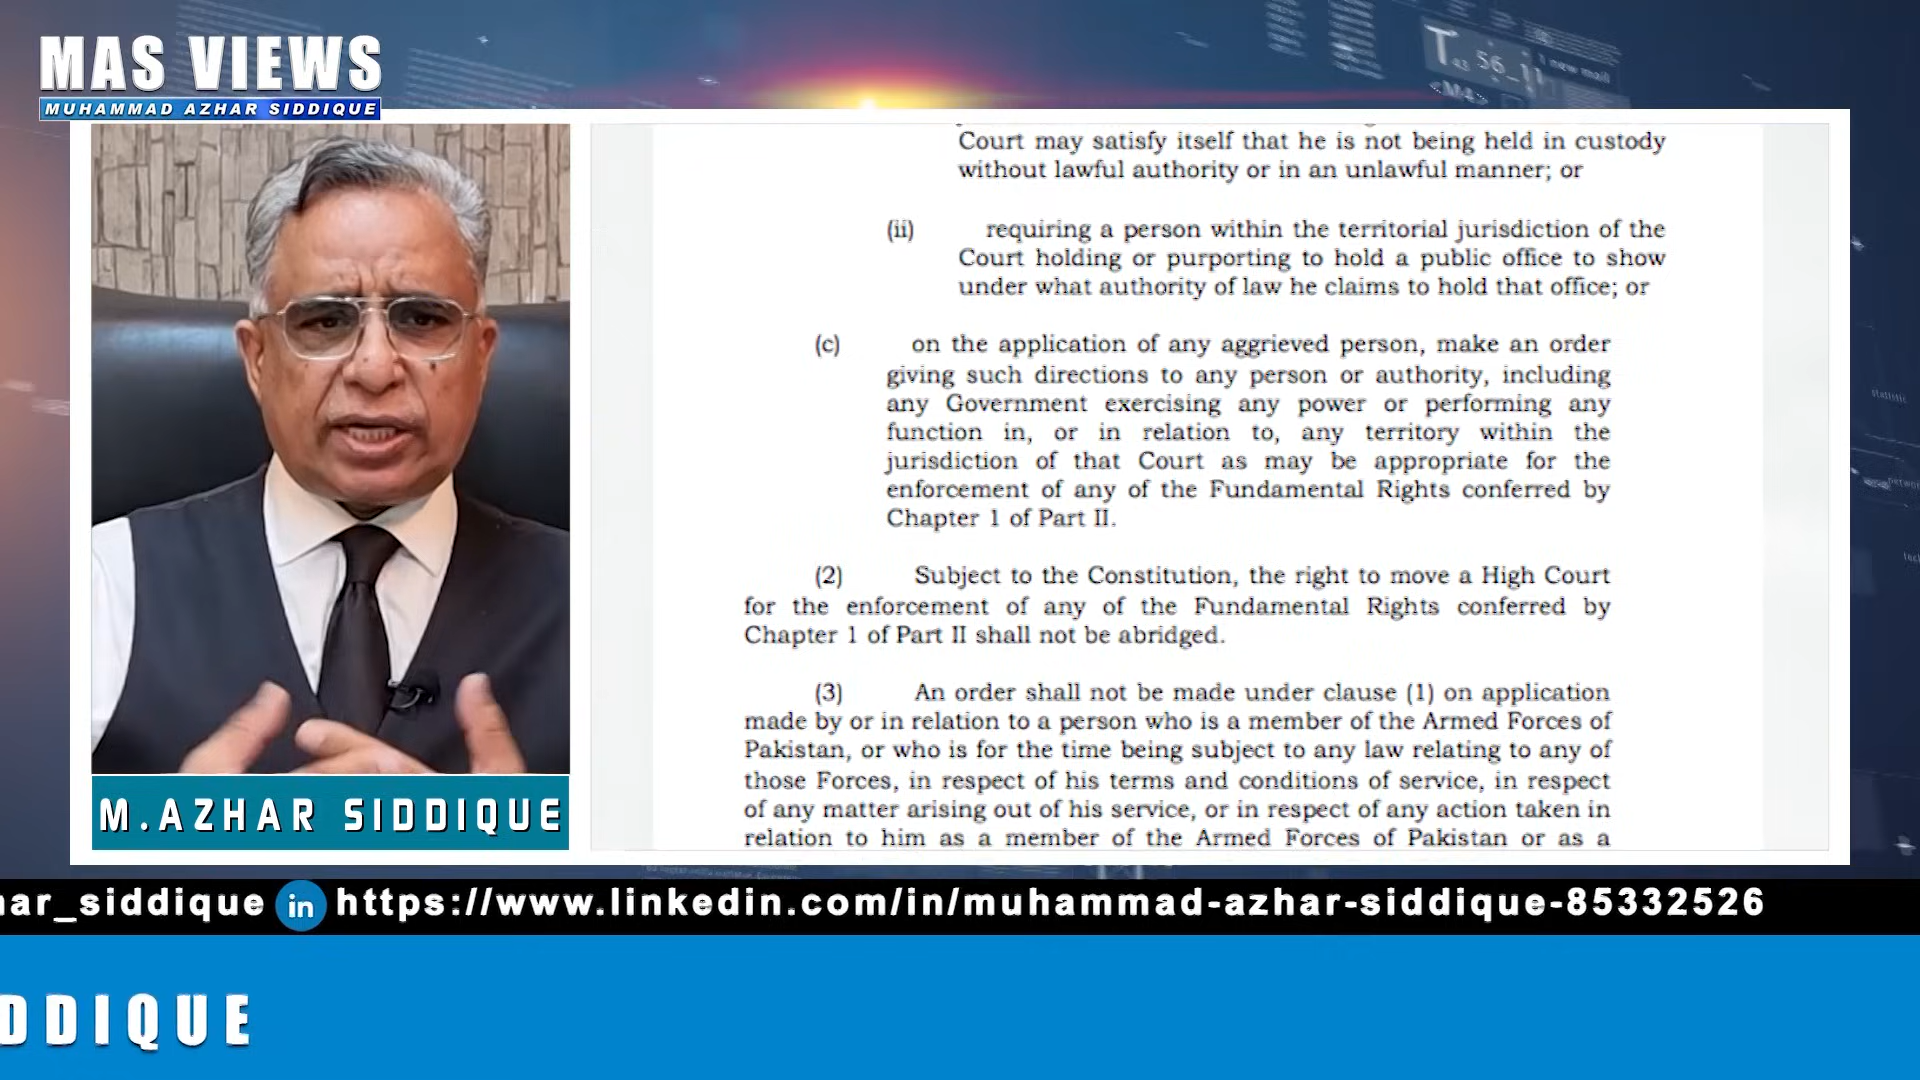 MAS VIEWS
MUHAMMAD AZHAR SIDDIQUE
T 43 56_11
1 new mail
statistic
Court may satisfy itself that he is not being held in custody
without lawful authority or in an unlawful manner; or
(ii) requiring a person within the territorial jurisdiction of the
Court holding or purporting to hold a public office to show
under what authority of law he claims to hold that office; or
(c) on the application of any aggrieved person, make an order
giving such directions to any person or authority, including
any Government exercising any power or performing any
function in, or in relation to, any territory within the
jurisdiction of that Court as may be appropriate for the
enforcement of any of the Fundamental Rights conferred by
Chapter 1 of Part II.
(2) Subject to the Constitution, the right to move a High Court
for the enforcement of any of the Fundamental Rights conferred by
Chapter 1 of Part II shall not be abridged.
(3) An order shall not be made under clause (1) on application
made by or in relation to a person who is a member of the Armed Forces of
Pakistan, or who is for the time being subject to any law relating to any of
those Forces, in respect of his terms and conditions of service, in respect
of any matter arising out of his service, or in respect of any action taken in
relation to him as a member of the Armed Forces of Pakistan or as a
M.AZHAR SIDDIQUE
har_siddique in https://www.linkedin.com/in/muhammad-azhar-siddique-85332526
DDIQUE